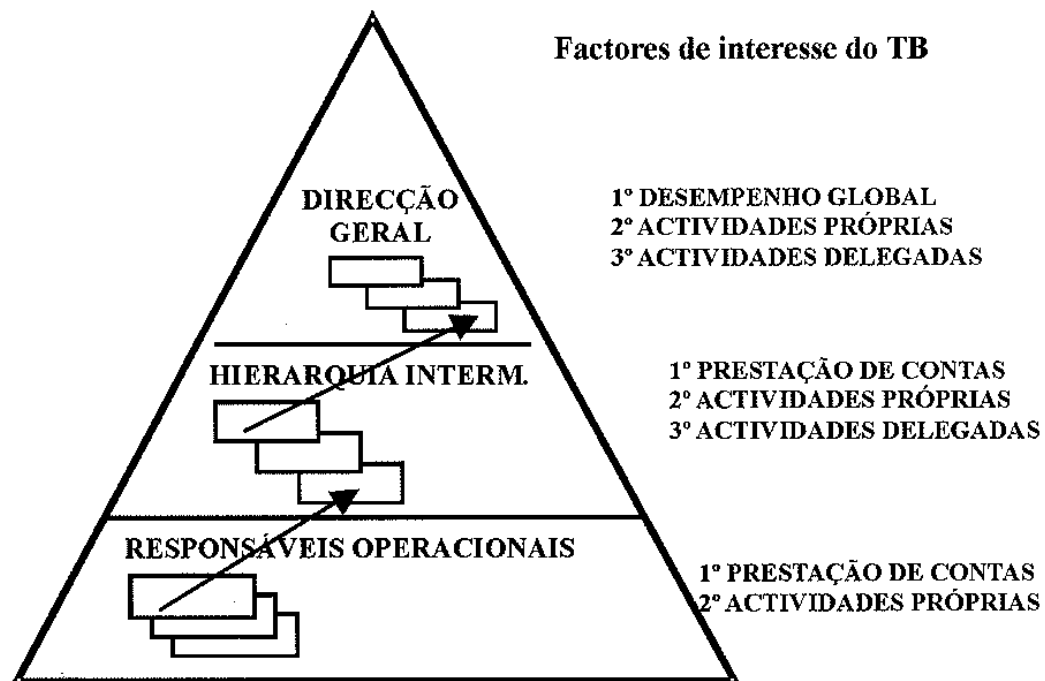 Factores de interesse do TB
DIRECÇÃO
GERAL
1º DESEMPENHO GLOBAL
2º ACTIVIDADES PRÓPRIAS
3º ACTIVIDADES DELEGADAS
HIERARQUIA INTERM.
1º PRESTAÇÃO DE CONTAS
2º ACTIVIDADES PRÓPRIAS
3º ACTIVIDADES DELEGADAS
RESPONSÁVEIS OPERACIONAIS
1º PRESTAÇÃO DE CONTAS
2º ACTIVIDADES PRÓPRIAS